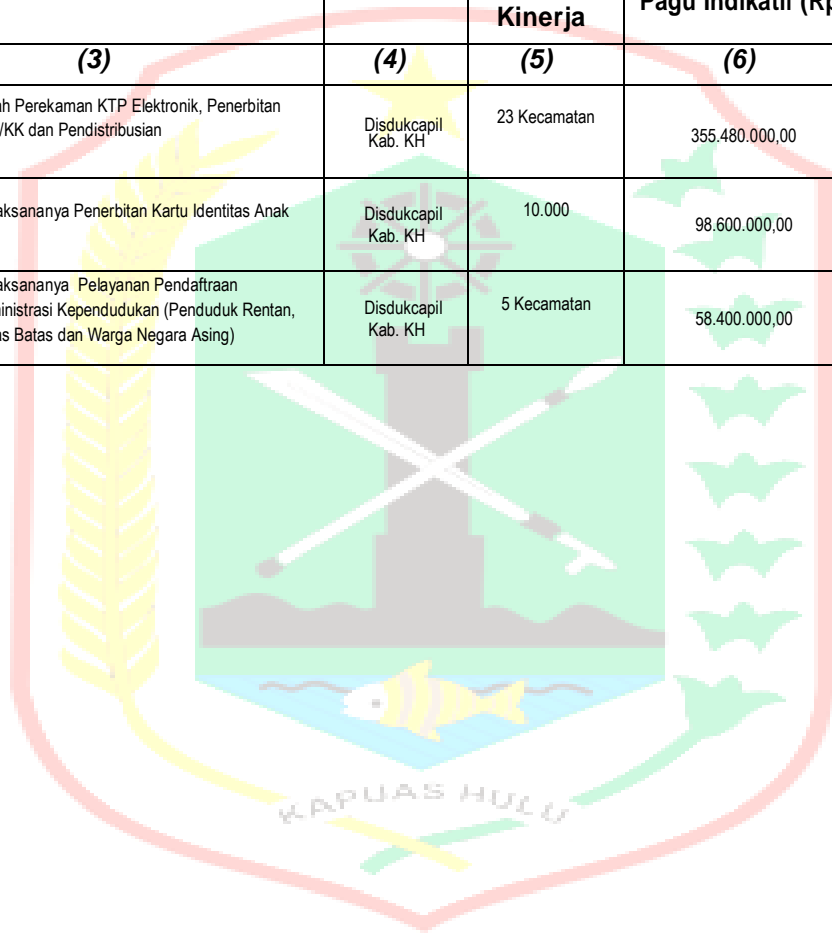 Kinerja
Pagu Indikatif (Rp
(3)
(4)
(5)
(6)
ah Perekaman KTP Elektronik, Penerbitan
/KK dan Pendistribusian
Disdukcapil
Kab. KH
23 Kecamatan
355.480.000,00
aksananya Penerbitan Kartu Identitas Anak
Disdukcapil
Kab. KH
10.000
98.600.000,00
aksananya Pelayanan Pendaftraan
ministrasi Kependudukan (Penduduk Rentan,
as Batas dan Warga Negara Asing)
Disdukcapil
Kab. KH
5 Kecamatan
58.400.000,00
KAPUAS HULU